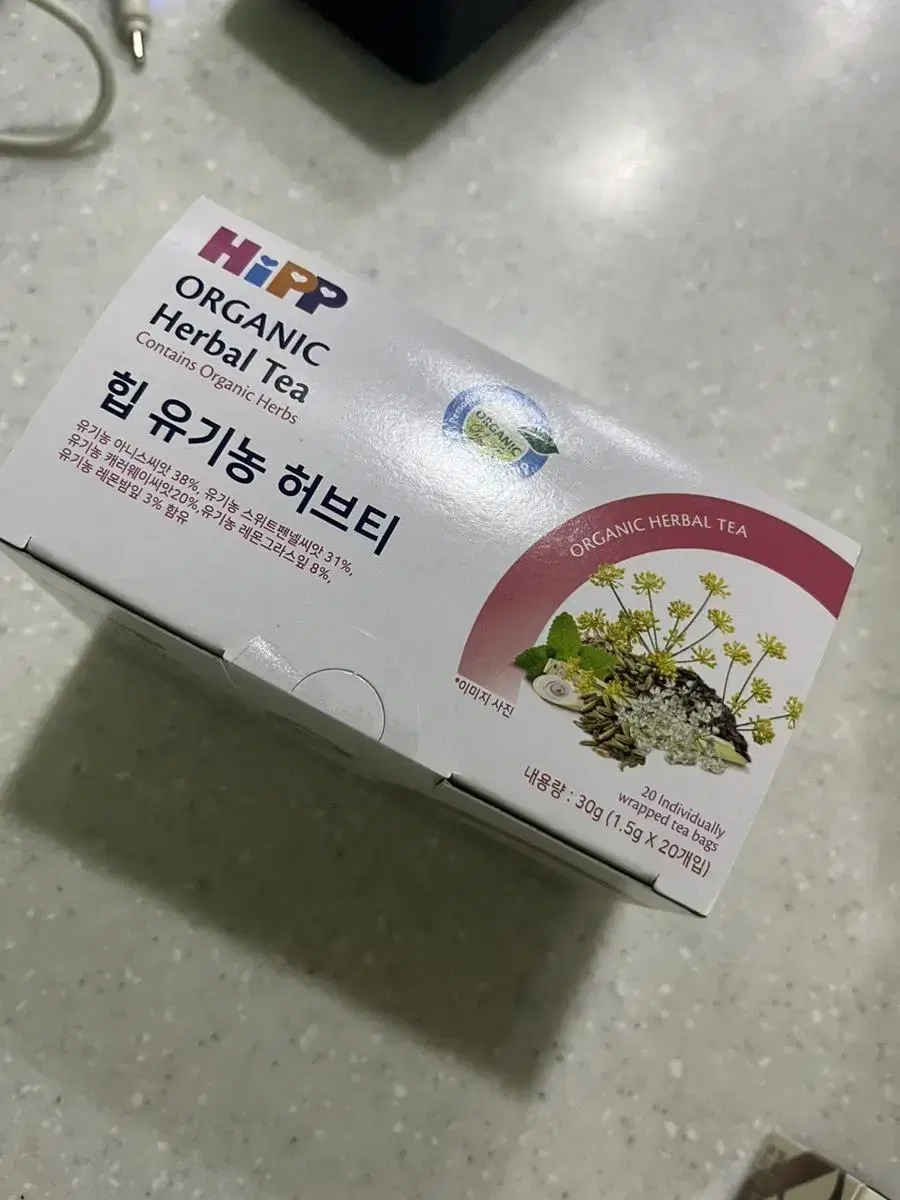 HiPP
ORGANIC
Herbal Tea
Contains Organic Herbs
힙 유기농 허브티
유기농 아니스씨앗 38%, 유기농 스위트펜넬씨앗 31%,
유기농 캐러웨이씨앗20%,유기농 레몬그라스잎 8%,
유기농 레몬밤잎 3% 함유
ORGANIC
ORGANIC HERBAL TEA
*이미지 사진
20 Individually
wrapped tea bags
내용량 : 30g (1.5g X 20개입)